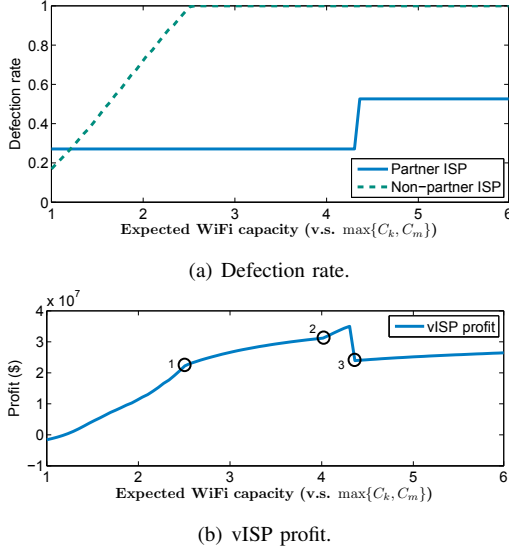 1
0.8
0.6
0.4
0.2
0
Defection rate
Partner ISP
Non-partner ISP
1 2 3 4 5 6
Expected WiFi capacity (v.s. max{C_k, C_m})
(a) Defection rate.
x 10^7
4
3
2
1
0
−1
Profit ($)
vISP profit
1
2
3
1 2 3 4 5 6
Expected WiFi capacity (v.s. max{C_k, C_m})
(b) vISP profit.